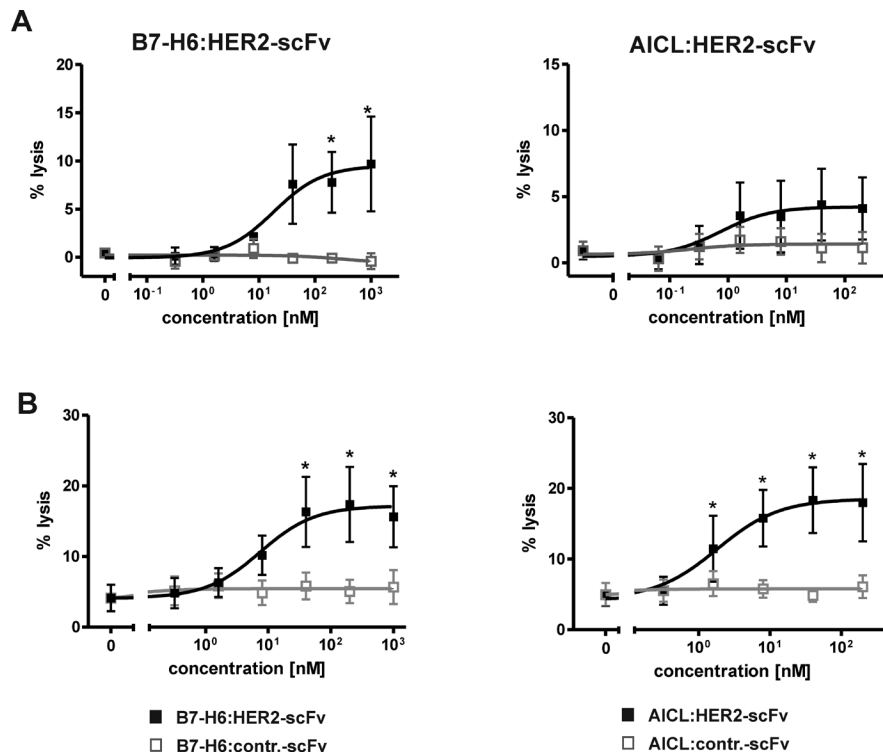 A
B7-H6:HER2-scFv
AICL:HER2-scFv
20
15
10
5
0
% lysis
*
*
0
10⁻¹
10⁰
10¹
10²
10³
concentration [nM]
15
10
5
0
% lysis
0
10⁻¹
10⁰
10¹
10²
concentration [nM]
B
30
20
10
0
% lysis
*
*
*
0
10⁰
10¹
10²
10³
concentration [nM]
30
20
10
0
% lysis
*
*
*
*
0
10⁰
10¹
10²
concentration [nM]
B7-H6:HER2-scFv
B7-H6:contr.-scFv
AICL:HER2-scFv
AICL:contr.-scFv